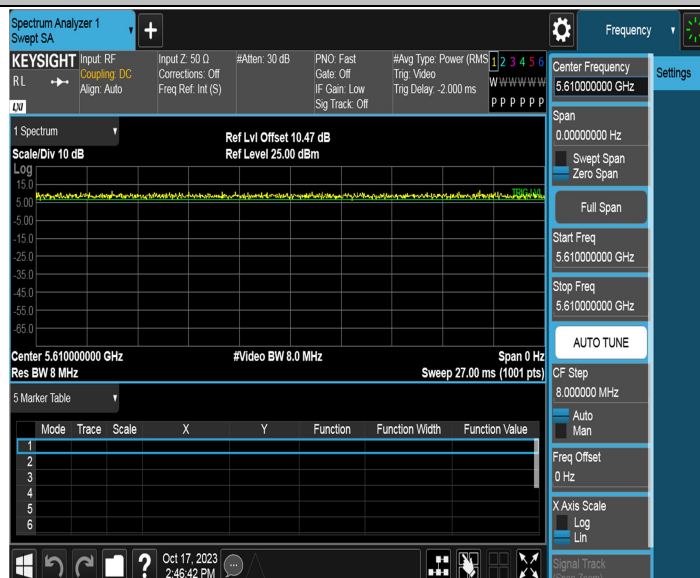 Spectrum Analyzer 1
Swept SA
Frequency
KEYSIGHT
RL
LXI
Input: RF
Coupling: DC
Align: Auto
Input Z: 50 Ω
Corrections: Off
Freq Ref: Int (S)
#Atten: 30 dB
PNO: Fast
Gate: Off
IF Gain: Low
Sig Track: Off
#Avg Type: Power (RMS
Trig: Video
Trig Delay: -2.000 ms
1 2 3 4 5 6
W W W W W W
P P P P P P
1 Spectrum
Scale/Div 10 dB
Ref Lvl Offset 10.47 dB
Ref Level 25.00 dBm
Log
15.0
5.00
-5.00
-15.0
-25.0
-35.0
-45.0
-55.0
-65.0
TRIG LVL
Center 5.610000000 GHz
#Video BW 8.0 MHz
Span 0 Hz
Res BW 8 MHz
Sweep 27.00 ms (1001 pts)
5 Marker Table
Mode Trace Scale X Y Function Function Width Function Value
1
2
3
4
5
6
Oct 17, 2023
2:46:42 PM
Center Frequency
5.610000000 GHz
Settings
Span
0.00000000 Hz
Swept Span
Zero Span
Full Span
Start Freq
5.610000000 GHz
Stop Freq
5.610000000 GHz
AUTO TUNE
CF Step
8.000000 MHz
Auto
Man
Freq Offset
0 Hz
X Axis Scale
Log
Lin
Signal Track